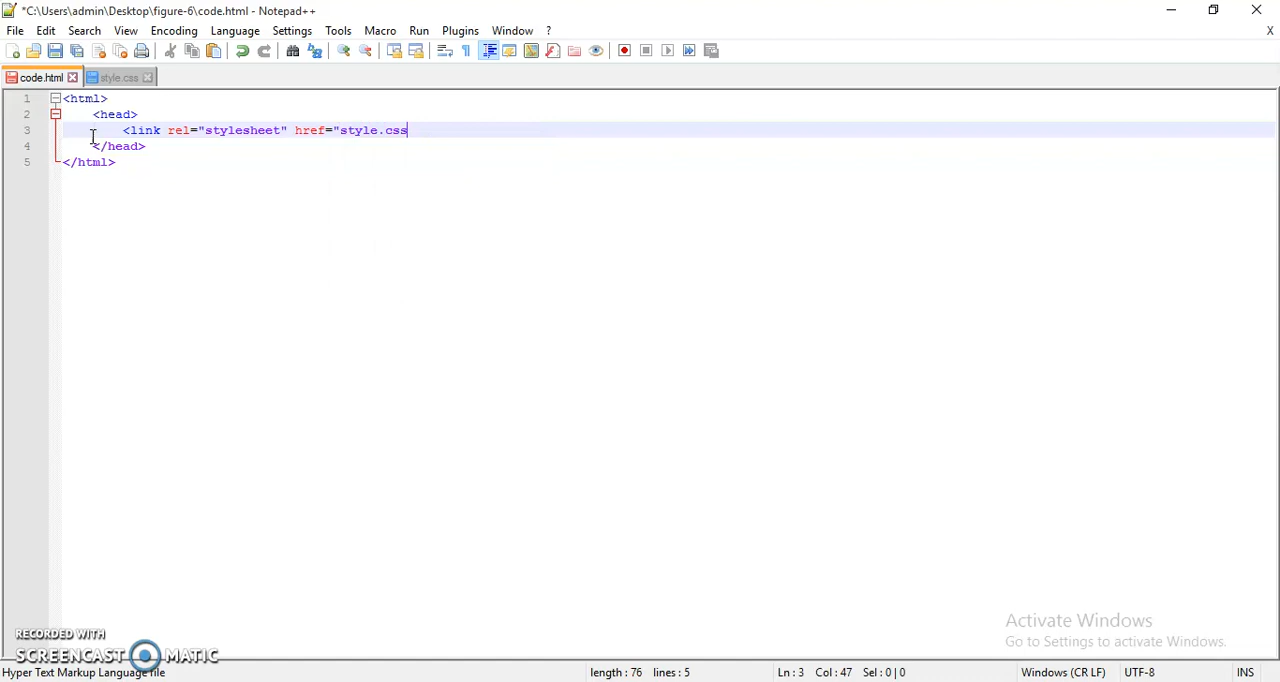 *C:\Users\admin\Desktop\figure-6\code.html - Notepad++
File Edit Search View Encoding Language Settings Tools Macro Run Plugins Window ? X
code.html style.css
1 <html>
2 <head>
3 <link rel="stylesheet" href="style.css
4 </head>
5 </html>
Activate Windows
Go to Settings to activate Windows.
RECORDED WITH
SCREENCAST MATIC
Hyper Text Markup Language file length : 76 lines : 5 Ln : 3 Col : 47 Sel : 0 | 0 Windows (CR LF) UTF-8 INS